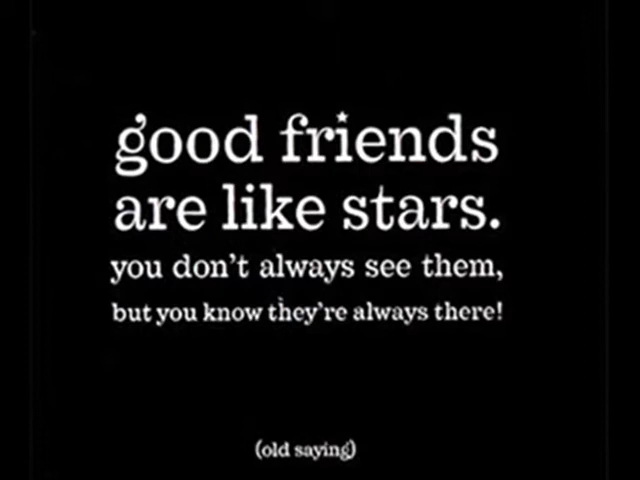 good friends
are like stars.
you don't always see them,
but you know they're always there!
(old saying)